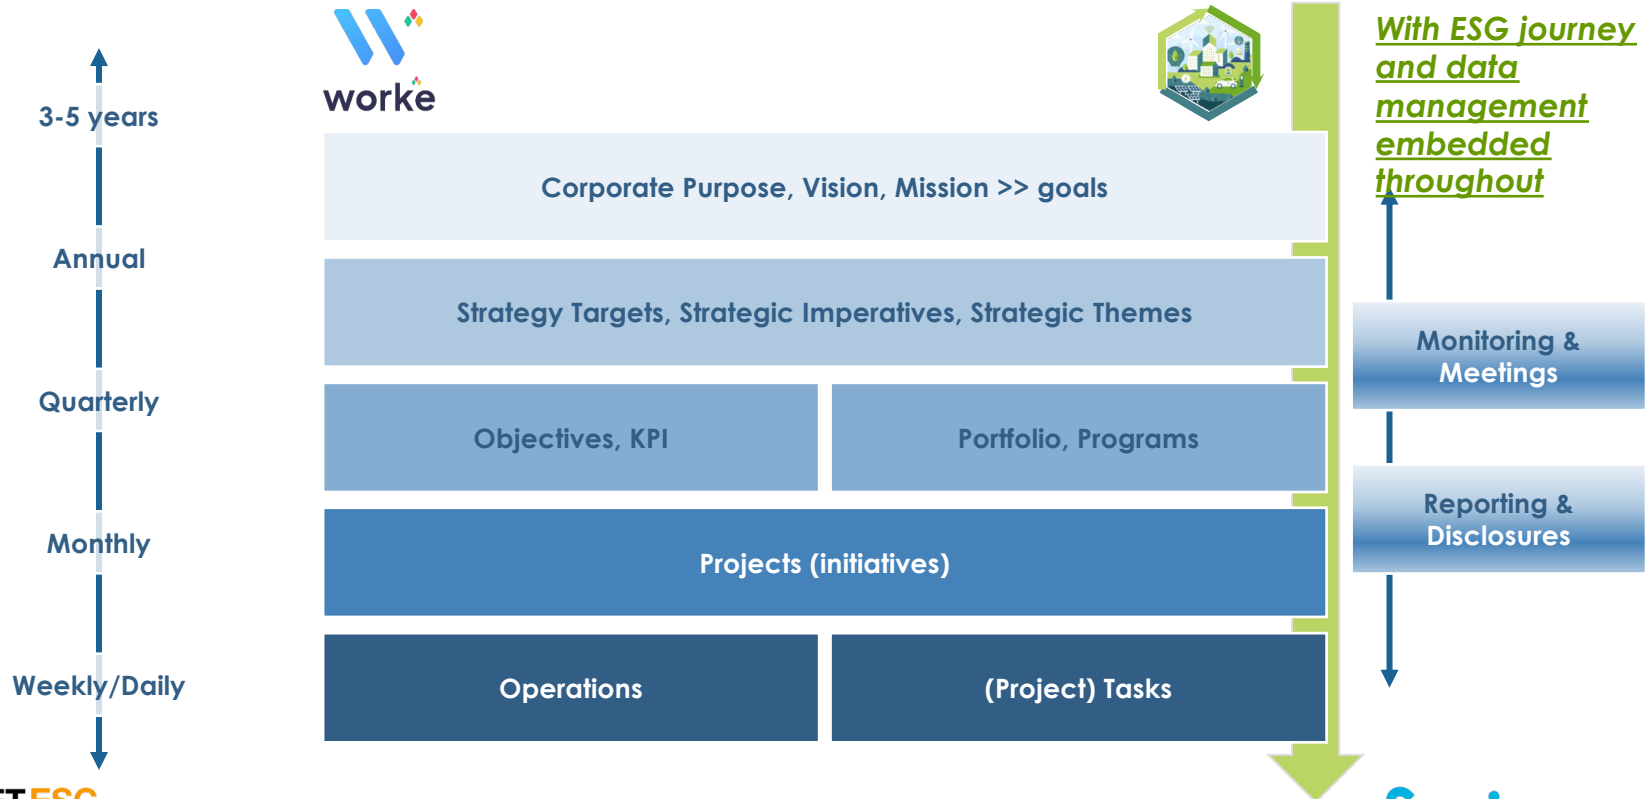 worke
With ESG journey
and data
management
embedded
throughout
3-5 years
Corporate Purpose, Vision, Mission >> goals
Annual
Strategy Targets, Strategic Imperatives, Strategic Themes
Monitoring &
Meetings
Quarterly
Objectives, KPI
Portfolio, Programs
Reporting &
Disclosures
Monthly
Projects (initiatives)
Weekly/Daily
Operations
(Project) Tasks
ESG